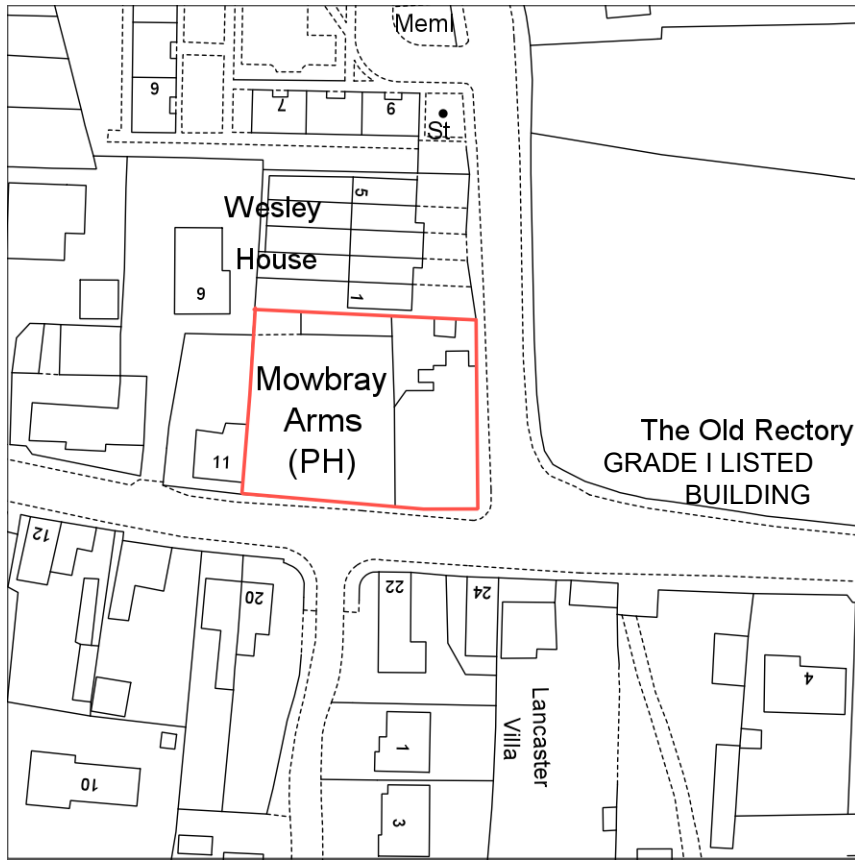 Meml
6
7
9
St
5
Wesley
House
6
1
Mowbray
Arms
(PH)
11
The Old Rectory
GRADE I LISTED
BUILDING
12
20
22
24
4
Lancaster
Villa
1
10
3